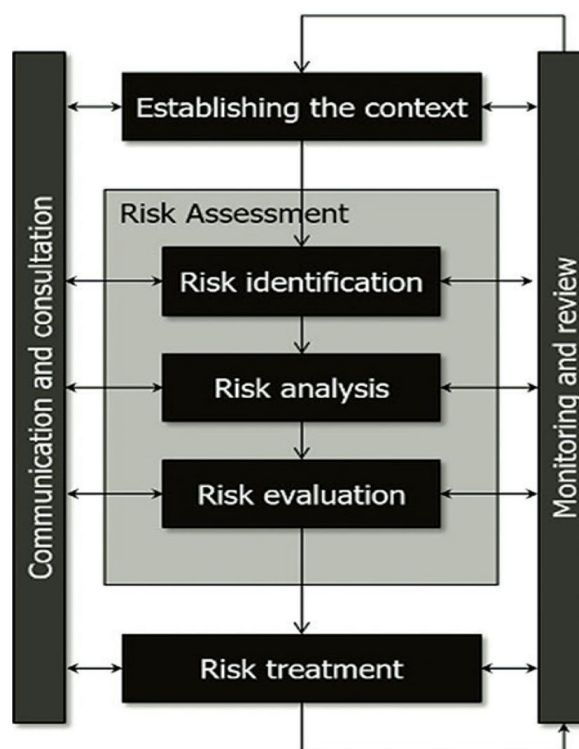 Establishing the context
Risk Assessment
Risk identification
Risk analysis
Risk evaluation
Risk treatment
Communication and consultation
Monitoring and review